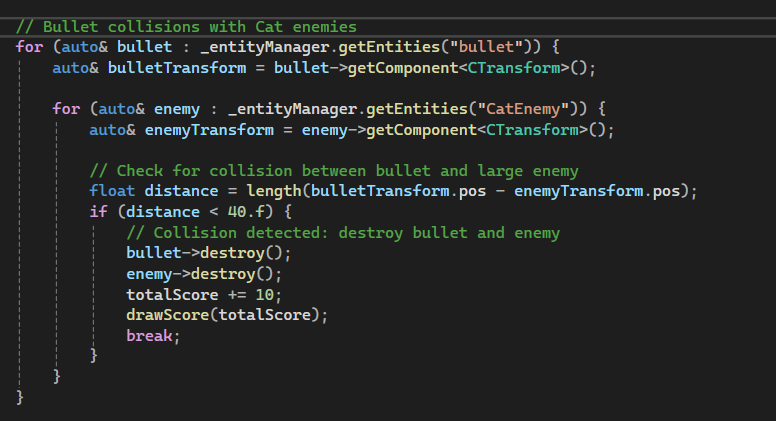 // Bullet collisions with Cat enemies
for (auto& bullet : _entityManager.getEntities("bullet")) {
    auto& bulletTransform = bullet->getComponent<CTransform>();

    for (auto& enemy : _entityManager.getEntities("CatEnemy")) {
        auto& enemyTransform = enemy->getComponent<CTransform>();

        // Check for collision between bullet and large enemy
        float distance = length(bulletTransform.pos - enemyTransform.pos);
        if (distance < 40.f) {
            // Collision detected: destroy bullet and enemy
            bullet->destroy();
            enemy->destroy();
            totalScore += 10;
            drawScore(totalScore);
            break;
        }
    }
}